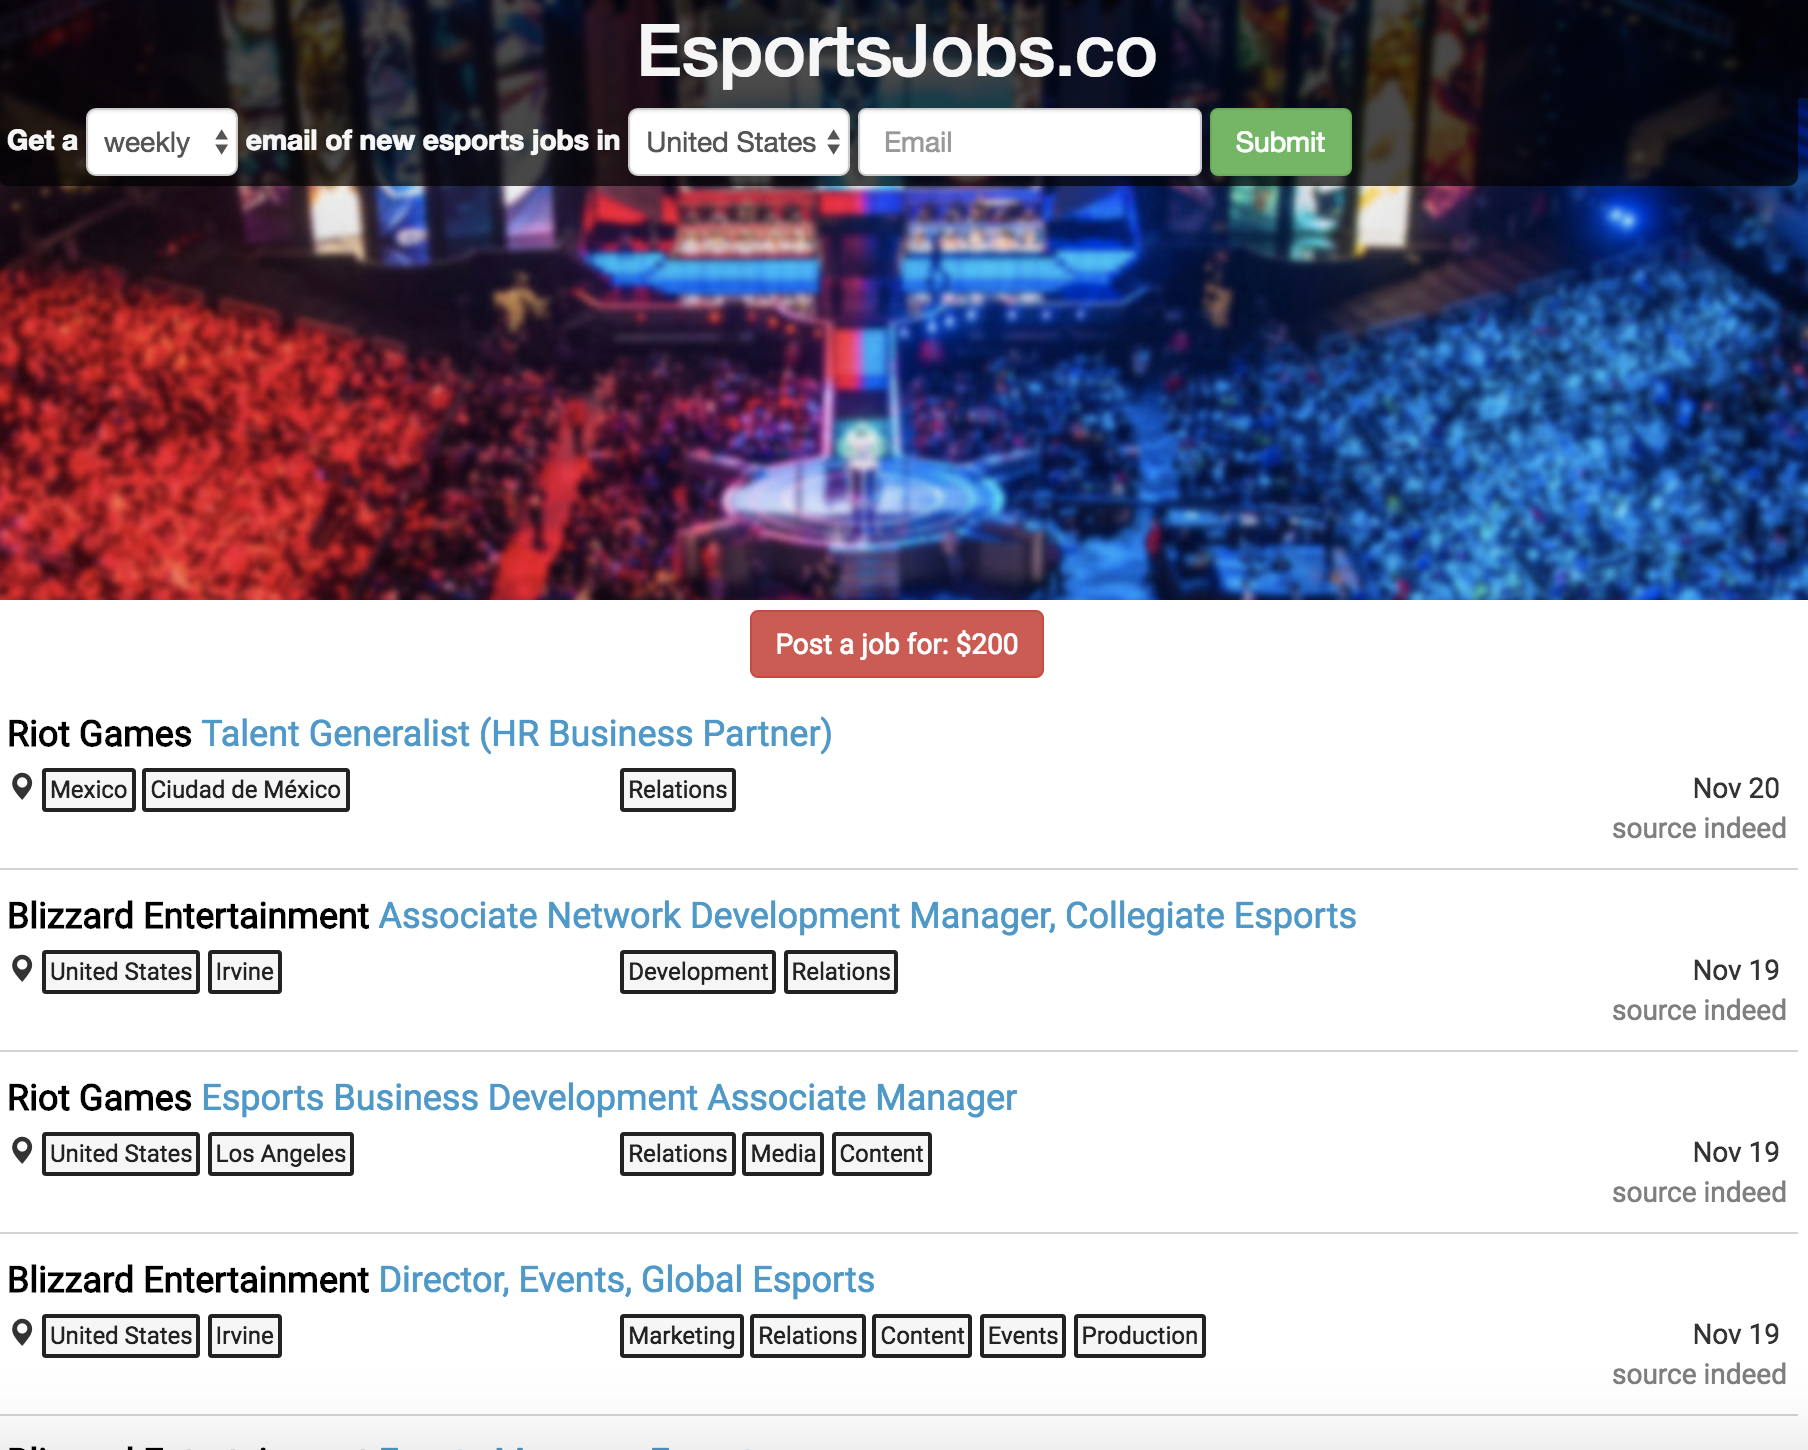 EsportsJobs.co
Get a weekly email of new esports jobs in United States Email Submit
Post a job for: $200
Riot Games Talent Generalist (HR Business Partner)
Mexico Ciudad de México Relations Nov 20
source indeed
Blizzard Entertainment Associate Network Development Manager, Collegiate Esports
United States Irvine Development Relations Nov 19
source indeed
Riot Games Esports Business Development Associate Manager
United States Los Angeles Relations Media Content Nov 19
source indeed
Blizzard Entertainment Director, Events, Global Esports
United States Irvine Marketing Relations Content Events Production Nov 19
source indeed